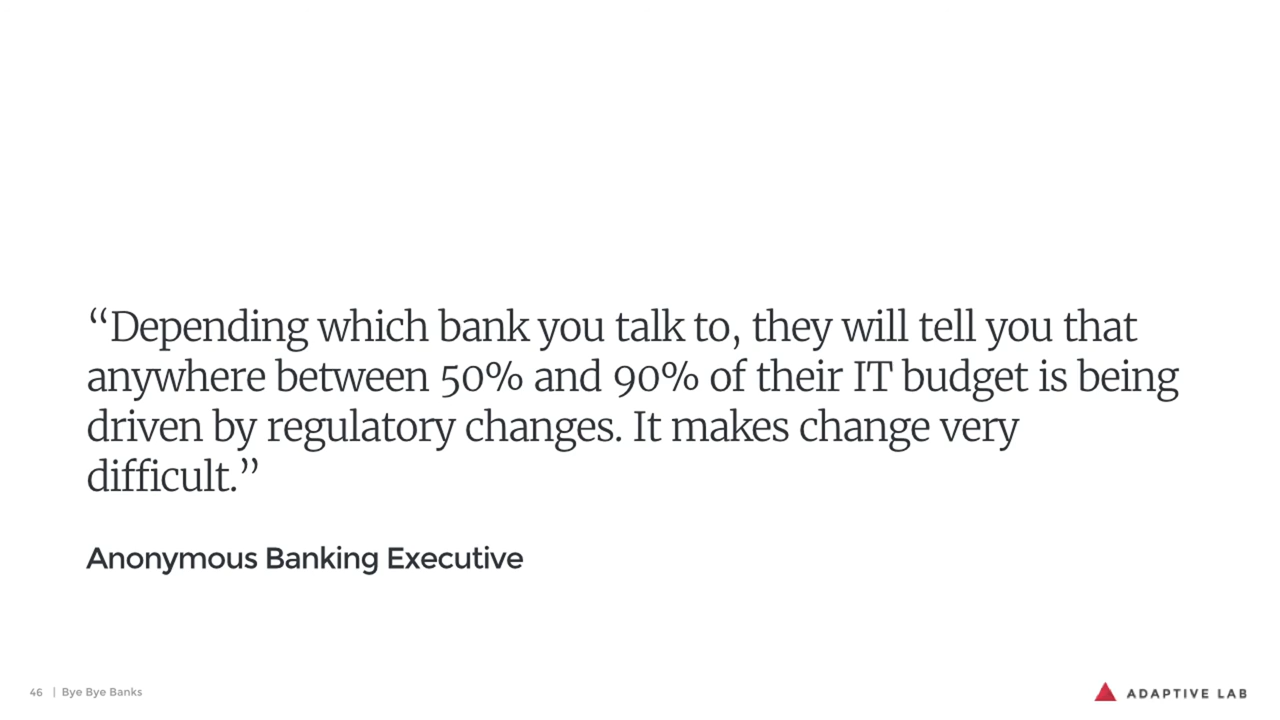 “Depending which bank you talk to, they will tell you that
anywhere between 50% and 90% of their IT budget is being
driven by regulatory changes. It makes change very
difficult.”
Anonymous Banking Executive
46 | Bye Bye Banks
ADAPTIVE LAB